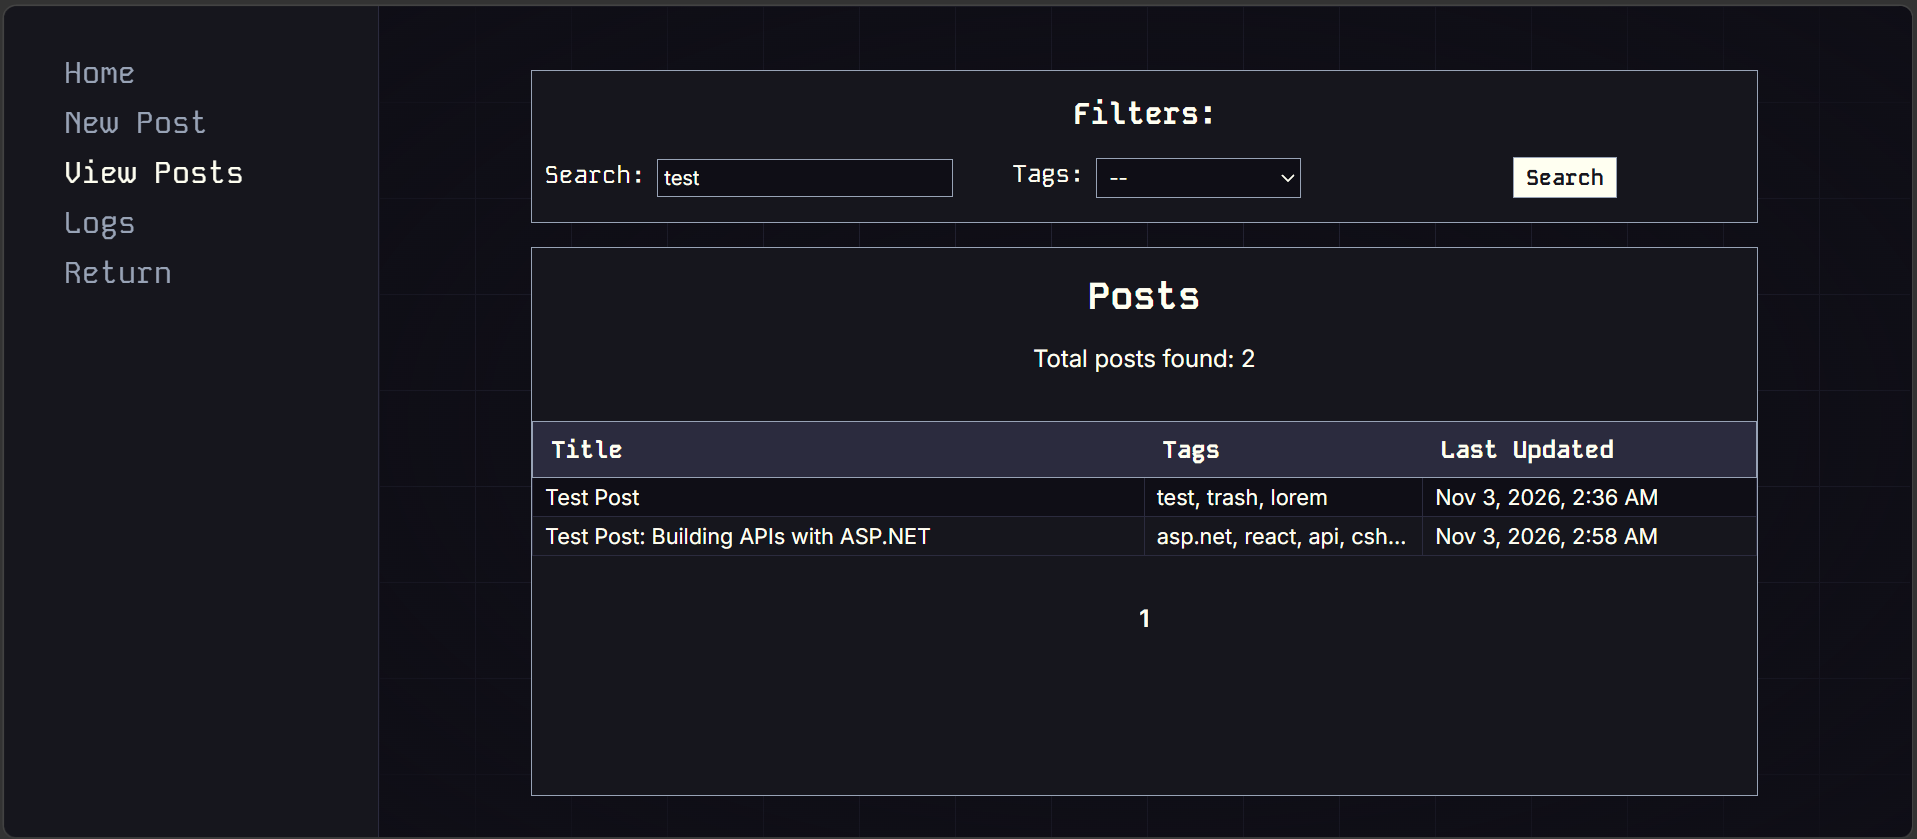 Home
New Post
View Posts
Logs
Return
Filters:
Search: test Tags: -- Search
Posts
Total posts found: 2
Title Tags Last Updated
Test Post test, trash, lorem Nov 3, 2026, 2:36 AM
Test Post: Building APIs with ASP.NET asp.net, react, api, csh... Nov 3, 2026, 2:58 AM
1